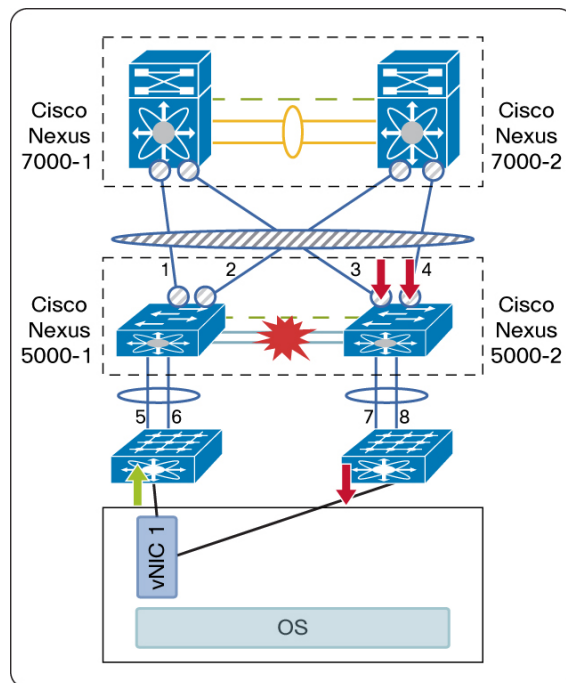 Cisco
Nexus
7000-1
Cisco
Nexus
7000-2
1
2
3
4
Cisco
Nexus
5000-1
Cisco
Nexus
5000-2
5
6
7
8
vNIC 1
OS